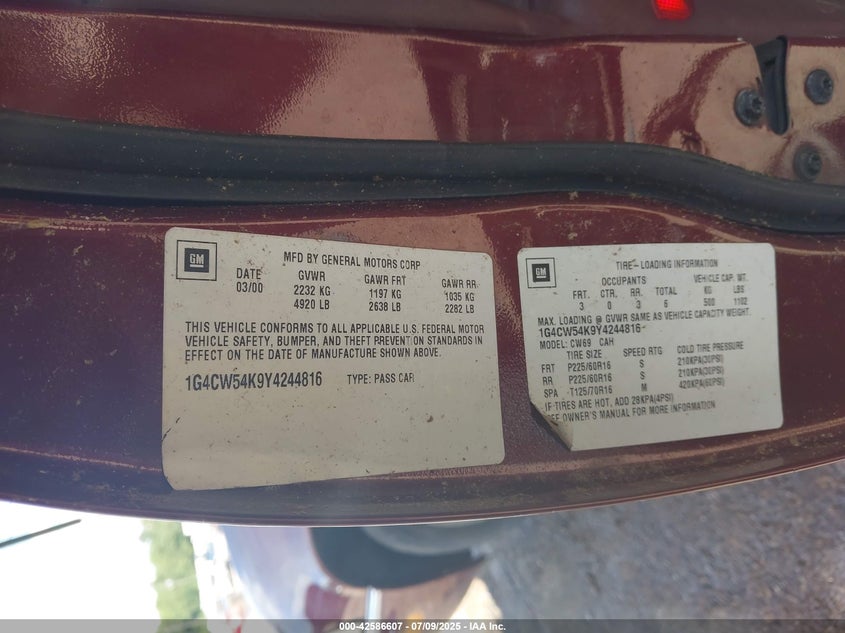 GM
MFD BY GENERAL MOTORS CORP
DATE GVWR GAWR FRT GAWR RR
03/00 2232 KG 1197 KG 1035 KG
4920 LB 2638 LB 2282 LB
THIS VEHICLE CONFORMS TO ALL APPLICABLE U.S. FEDERAL MOTOR
VEHICLE SAFETY, BUMPER, AND THEFT PREVENTION STANDARDS IN
EFFECT ON THE DATE OF MANUFACTURE SHOWN ABOVE.
1G4CW54K9Y4244816 TYPE: PASS CAR
GM
TIRE-LOADING INFORMATION
OCCUPANTS VEHICLE CAP. WT.
FRT. CTR. RR. TOTAL KG LBS
3 0 3 6 500 1102
MAX. LOADING @ GVWR SAME AS VEHICLE CAPACITY WEIGHT.
1G4CW54K9Y4244816
MODEL: CW69 CAH
TIRE SIZE SPEED RTG COLD TIRE PRESSURE
FRT P225/60R16 S 210KPA(30PSI)
RR P225/60R16 S 210KPA(30PSI)
SPA T125/70R16 M 420KPA(60PSI)
IF TIRES ARE HOT, ADD 28KPA(4PSI)
SEE OWNER'S MANUAL FOR MORE INFORMATION
000-42586607 - 07/09/2025 - IAA Inc.